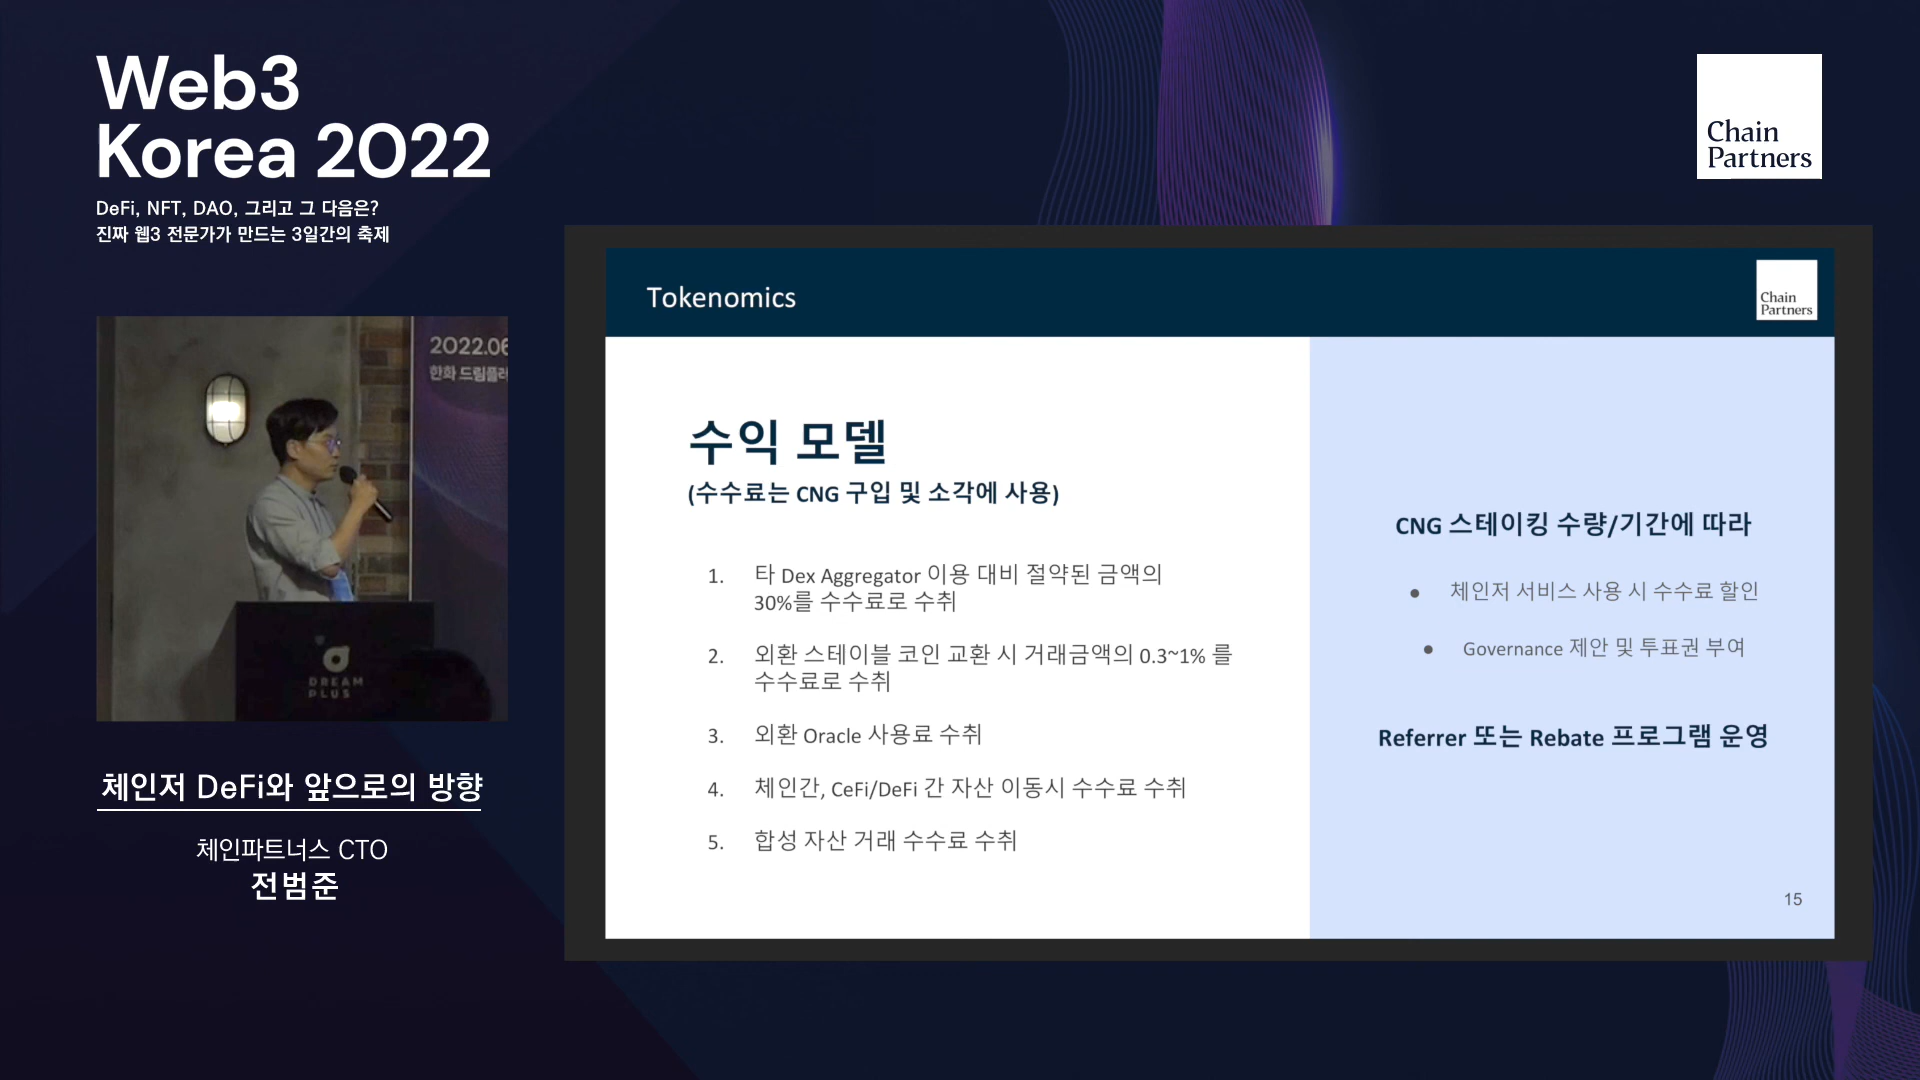 Web3
Korea 2022
DeFi, NFT, DAO, 그리고 그 다음은?
진짜 웹3 전문가가 만드는 3일간의 축제
Chain
Partners
2022.06
한화 드림플
DREAM
PLUS
체인저 DeFi와 앞으로의 방향
체인파트너스 CTO
전범준
Tokenomics
Chain
Partners
수익 모델
(수수료는 CNG 구입 및 소각에 사용)
1. 타 Dex Aggregator 이용 대비 절약된 금액의
30%를 수수료로 수취
2. 외환 스테이블 코인 교환 시 거래금액의 0.3~1% 를
수수료로 수취
3. 외환 Oracle 사용료 수취
4. 체인간, CeFi/DeFi 간 자산 이동시 수수료 수취
5. 합성 자산 거래 수수료 수취
CNG 스테이킹 수량/기간에 따라
● 체인저 서비스 사용 시 수수료 할인
● Governance 제안 및 투표권 부여
Referrer 또는 Rebate 프로그램 운영
15